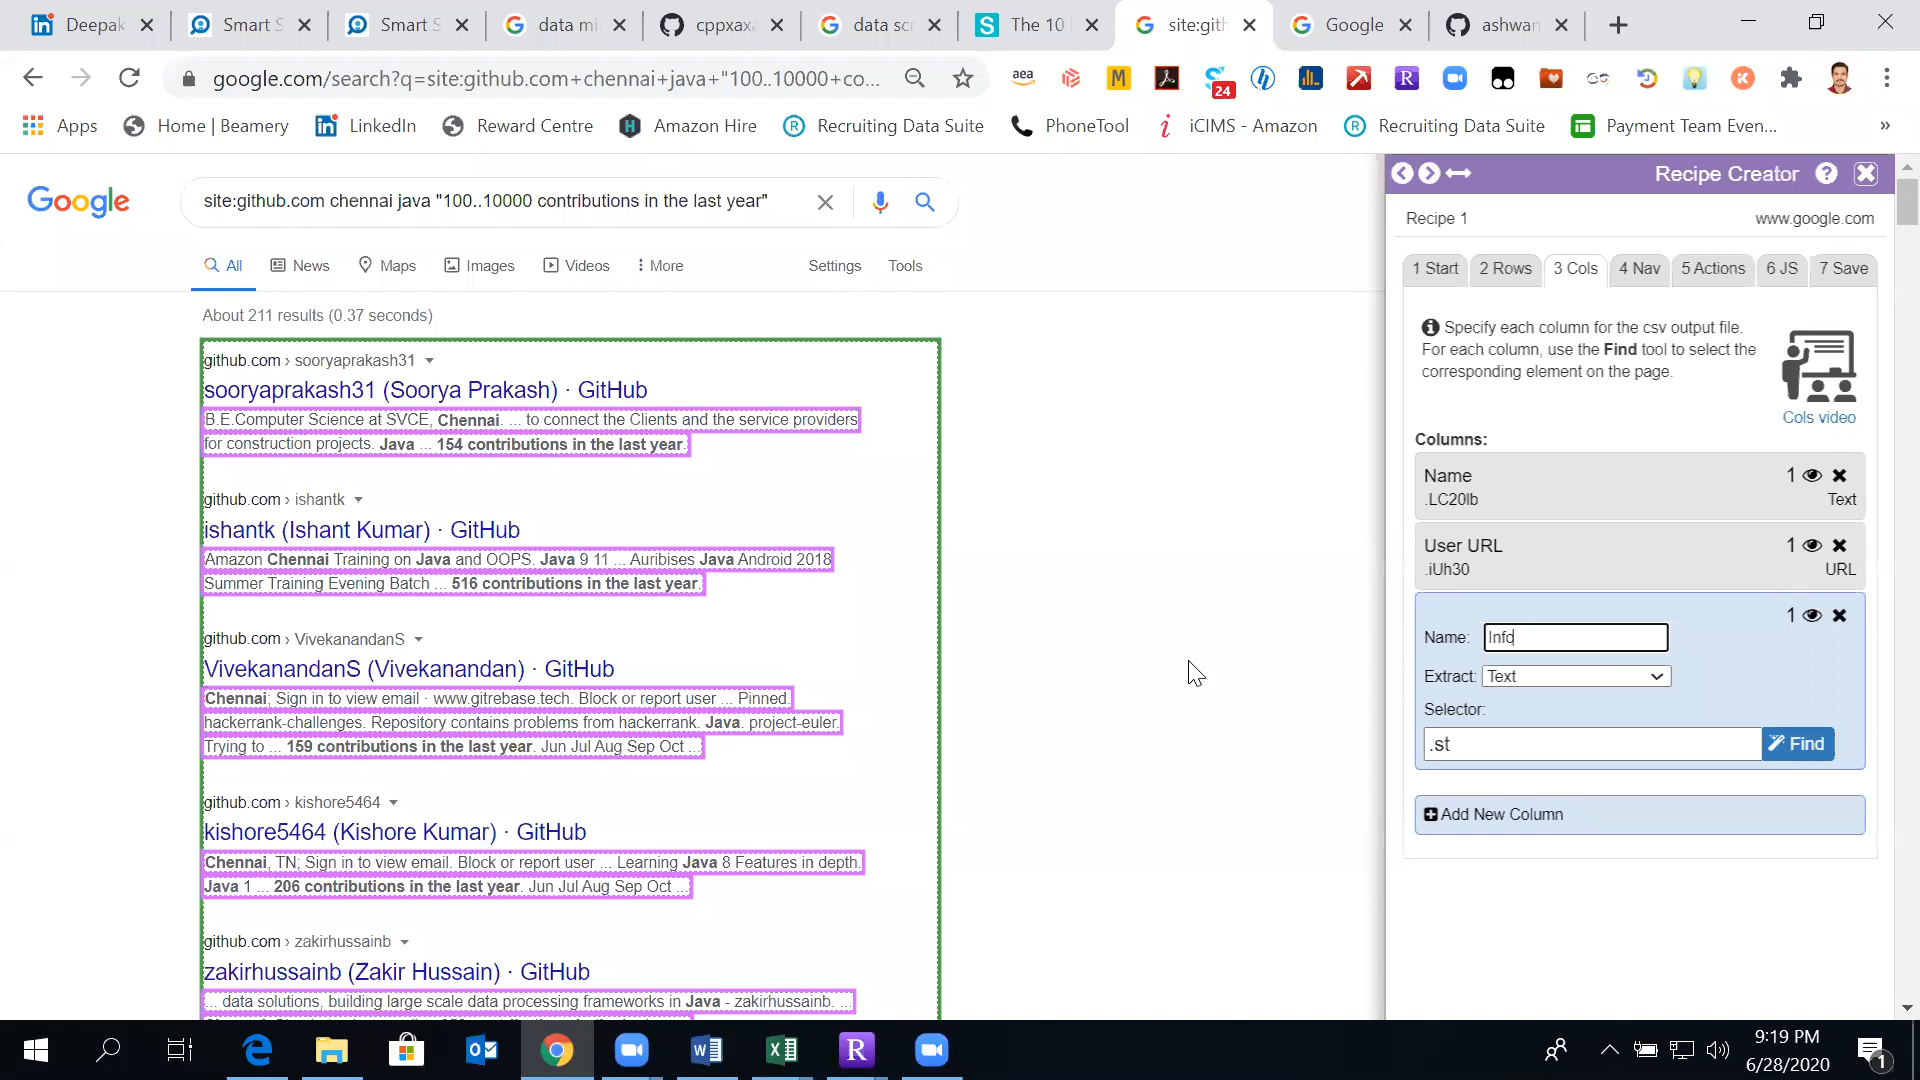 Deepak
Smart S
Smart S
data mi
cppxax
data scr
The 10
site:gith
Google
ashwan
google.com/search?q=site:github.com+chennai+java+"100..10000+co...
aea
M
24
R
K
Apps
Home | Beamery
LinkedIn
Reward Centre
Amazon Hire
Recruiting Data Suite
PhoneTool
iCIMS - Amazon
Recruiting Data Suite
Payment Team Even...
»
Google
site:github.com chennai java "100..10000 contributions in the last year"
All
News
Maps
Images
Videos
More
Settings
Tools
About 211 results (0.37 seconds)
github.com › sooryaprakash31
sooryaprakash31 (Soorya Prakash) · GitHub
B.E.Computer Science at SVCE, Chennai. ... to connect the Clients and the service providers
for construction projects. Java ... 154 contributions in the last year.
github.com › ishantk
ishantk (Ishant Kumar) · GitHub
Amazon Chennai Training on Java and OOPS. Java 9 11 ... Auribises Java Android 2018
Summer Training Evening Batch ... 516 contributions in the last year.
github.com › VivekanandanS
VivekanandanS (Vivekanandan) · GitHub
Chennai; Sign in to view email · www.gitrebase.tech. Block or report user ... Pinned.
hackerrank-challenges. Repository contains problems from hackerrank. Java. project-euler.
Trying to ... 159 contributions in the last year. Jun Jul Aug Sep Oct ...
github.com › kishore5464
kishore5464 (Kishore Kumar) · GitHub
Chennai, TN; Sign in to view email. Block or report user ... Learning Java 8 Features in depth.
Java 1 ... 206 contributions in the last year. Jun Jul Aug Sep Oct ...
github.com › zakirhussainb
zakirhussainb (Zakir Hussain) · GitHub
... data solutions, building large scale data processing frameworks in Java - zakirhussainb. ...
Recipe Creator
Recipe 1
www.google.com
1 Start
2 Rows
3 Cols
4 Nav
5 Actions
6 JS
7 Save
Specify each column for the csv output file.
For each column, use the Find tool to select the
corresponding element on the page.
Cols video
Columns:
Name
1
.LC20lb
Text
User URL
1
.iUh30
URL
1
Name: Info
Extract: Text
Selector:
.st
Find
Add New Column
9:19 PM
6/28/2020
1